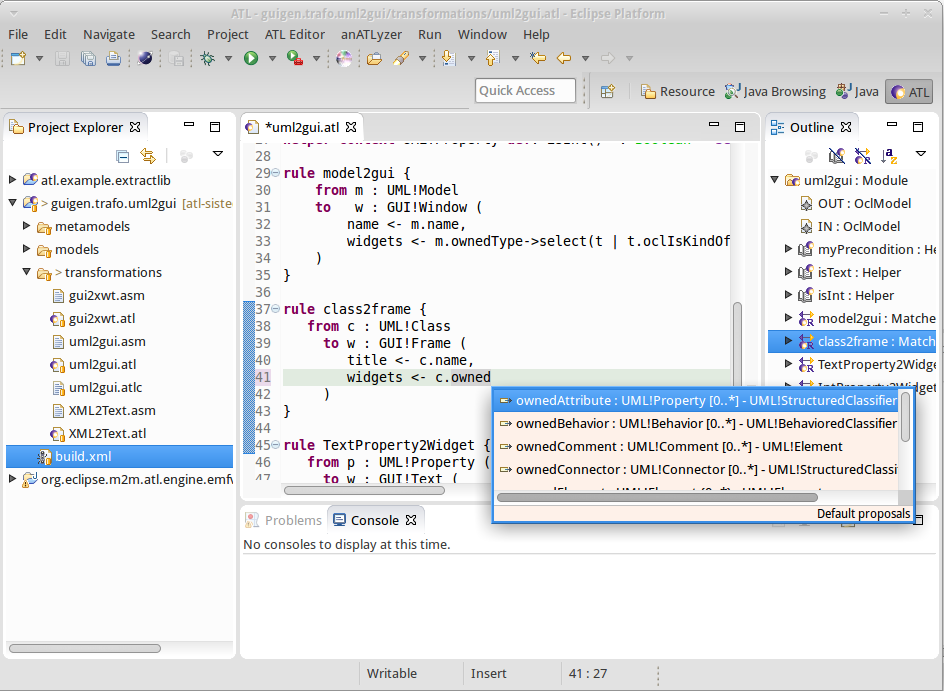 ATL - guigen.trafo.uml2gui/transformations/uml2gui.atl - Eclipse Platform
File Edit Navigate Search Project ATL Editor anATLyzer Run Window Help
Quick Access
Resource Java Browsing Java ATL
Project Explorer
atl.example.extractlib
> guigen.trafo.uml2gui [atl-siste
metamodels
models
> transformations
gui2xwt.asm
gui2xwt.atl
uml2gui.asm
uml2gui.atl
uml2gui.atlc
XML2Text.asm
XML2Text.atl
build.xml
org.eclipse.m2m.atl.engine.emfv
*uml2gui.atl
28
29 rule model2gui {
30 from m : UML!Model
31 to w : GUI!Window (
32 name <- m.name,
33 widgets <- m.ownedType->select(t | t.oclIsKindOf
34 )
35 }
36
37 rule class2frame {
38 from c : UML!Class
39 to w : GUI!Frame (
40 title <- c.name,
41 widgets <- c.owned
42 )
43 }
44
45 rule TextProperty2Widget {
46 from p : UML!Property (
47 to w : GUI!Text (
ownedAttribute : UML!Property [0..*] - UML!StructuredClassifier
ownedBehavior : UML!Behavior [0..*] - UML!BehavioredClassifier
ownedComment : UML!Comment [0..*] - UML!Element
ownedConnector : UML!Connector [0..*] - UML!StructuredClassi
Default proposals
Outline
uml2gui : Module
OUT : OclModel
IN : OclModel
myPrecondition : He
isText : Helper
isInt : Helper
model2gui : Matche
class2frame : Match
TextProperty2Widge
IntProperty2Widget
Problems Console
No consoles to display at this time.
Writable Insert 41 : 27